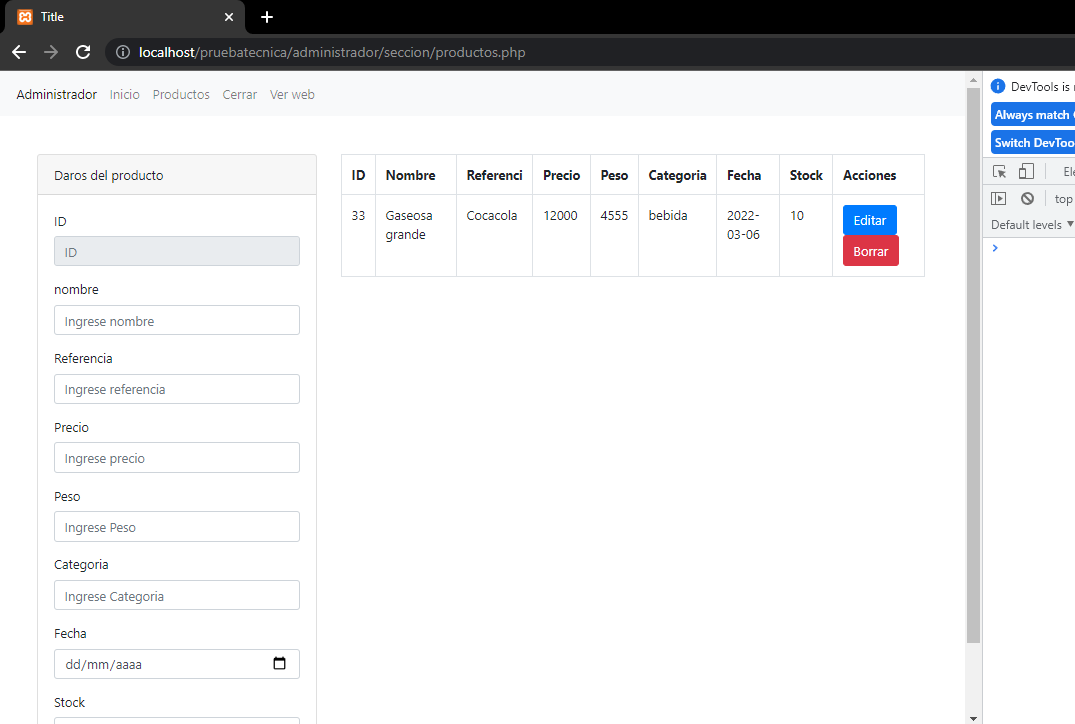 Title
localhost/pruebatecnica/administrador/seccion/productos.php
Administrador Inicio Productos Cerrar Ver web
Daros del producto
ID
ID
nombre
Ingrese nombre
Referencia
Ingrese referencia
Precio
Ingrese precio
Peso
Ingrese Peso
Categoria
Ingrese Categoria
Fecha
dd/mm/aaaa
Stock
ID Nombre Referenci Precio Peso Categoria Fecha Stock Acciones
33 Gaseosa Cocacola 12000 4555 bebida 2022- 10 Editar
grande 03-06
Borrar
DevTools is
Always match
Switch DevToo
Ele
top
Default levels